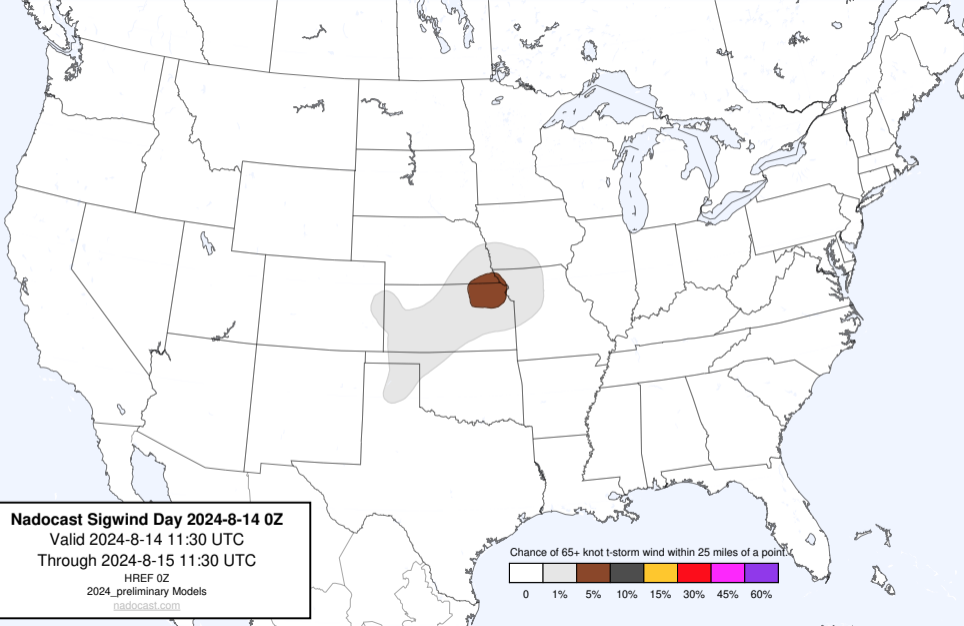 Nadocast Sigwind Day 2024-8-14 0Z
Valid 2024-8-14 11:30 UTC
Through 2024-8-15 11:30 UTC
HREF 0Z
2024_preliminary Models
nadocast.com
Chance of 65+ knot t-storm wind within 25 miles of a point.
0 1% 5% 10% 15% 30% 45% 60%